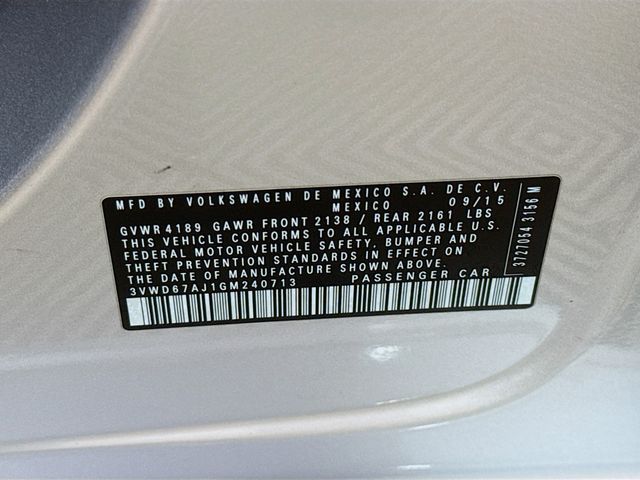 MFD BY VOLKSWAGEN DE MEXICO S.A. DE C.V.
MEXICO 09/15
GVWR 4189 GAWR FRONT 2138 / REAR 2161 LBS
THIS VEHICLE CONFORMS TO ALL APPLICABLE U.S.
FEDERAL MOTOR VEHICLE SAFETY, BUMPER AND
THEFT PREVENTION STANDARDS IN EFFECT ON
THE DATE OF MANUFACTURE SHOWN ABOVE.
3VWD67AJ1GM240713 PASSENGER CAR
3727054 3156 M